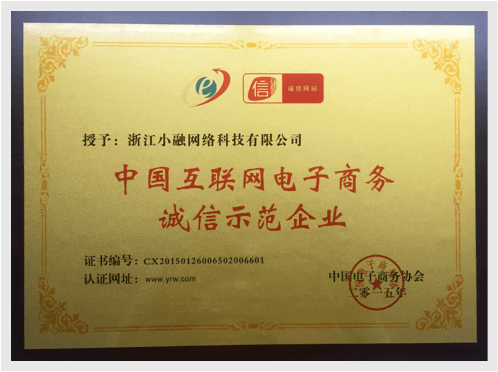 e
信 诚信网站
授予：浙江小融网络科技有限公司
中国互联网电子商务
诚信示范企业
证书编号：CX20150126006502006601
认证网址：www.yrw.com
中国电子商务协会
二零一五年